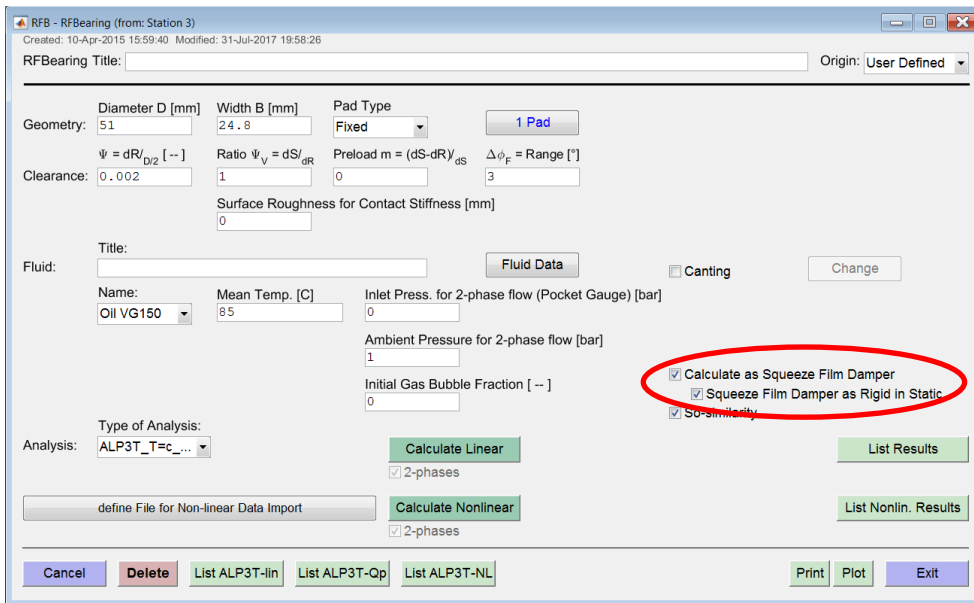 RFB - RFBearing (from: Station 3)
Created: 10-Apr-2015 15:59:40 Modified: 31-Jul-2017 19:58:26
RFBearing Title: Origin: User Defined
Diameter D [mm] Width B [mm] Pad Type
Geometry: 51 24.8 Fixed 1 Pad
Ψ = dR/D/2 [ -- ] Ratio ΨV = dS/dR Preload m = (dS-dR)/dS ΔϕF = Range [°]
Clearance: 0.002 1 0 3
Surface Roughness for Contact Stiffness [mm]
0
Title:
Fluid: Fluid Data Canting Change
Name: Mean Temp. [C] Inlet Press. for 2-phase flow (Pocket Gauge) [bar]
Oil VG150 85 0
Ambient Pressure for 2-phase flow [bar]
1
Calculate as Squeeze Film Damper
Initial Gas Bubble Fraction [ -- ] Squeeze Film Damper as Rigid in Static
0 So-similarity
Type of Analysis:
Analysis: ALP3T_T=c_... Calculate Linear List Results
2-phases
define File for Non-linear Data Import Calculate Nonlinear List Nonlin. Results
2-phases
Cancel Delete List ALP3T-lin List ALP3T-Qp List ALP3T-NL Print Plot Exit